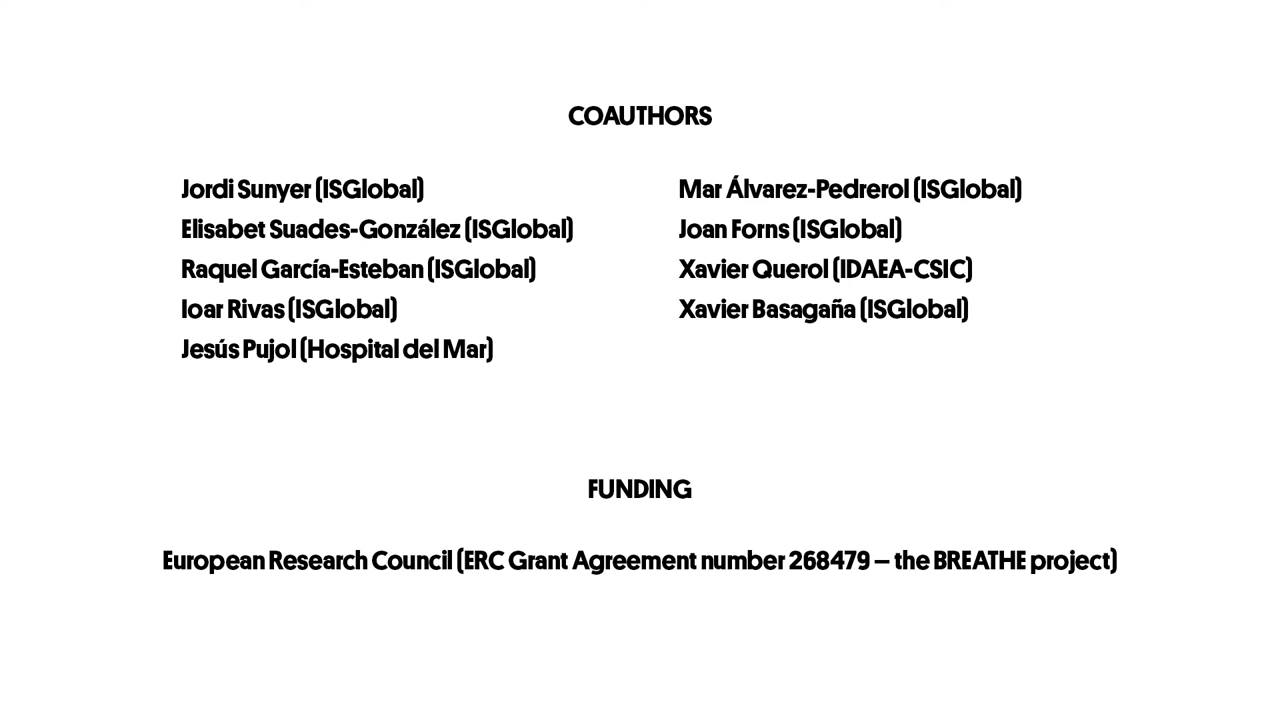 COAUTHORS
Jordi Sunyer (ISGlobal)
Elisabet Suades-González (ISGlobal)
Raquel García-Esteban (ISGlobal)
Ioar Rivas (ISGlobal)
Jesús Pujol (Hospital del Mar)
Mar Álvarez-Pedrerol (ISGlobal)
Joan Forns (ISGlobal)
Xavier Querol (IDAEA-CSIC)
Xavier Basagaña (ISGlobal)
FUNDING
European Research Council (ERC Grant Agreement number 268479 – the BREATHE project)